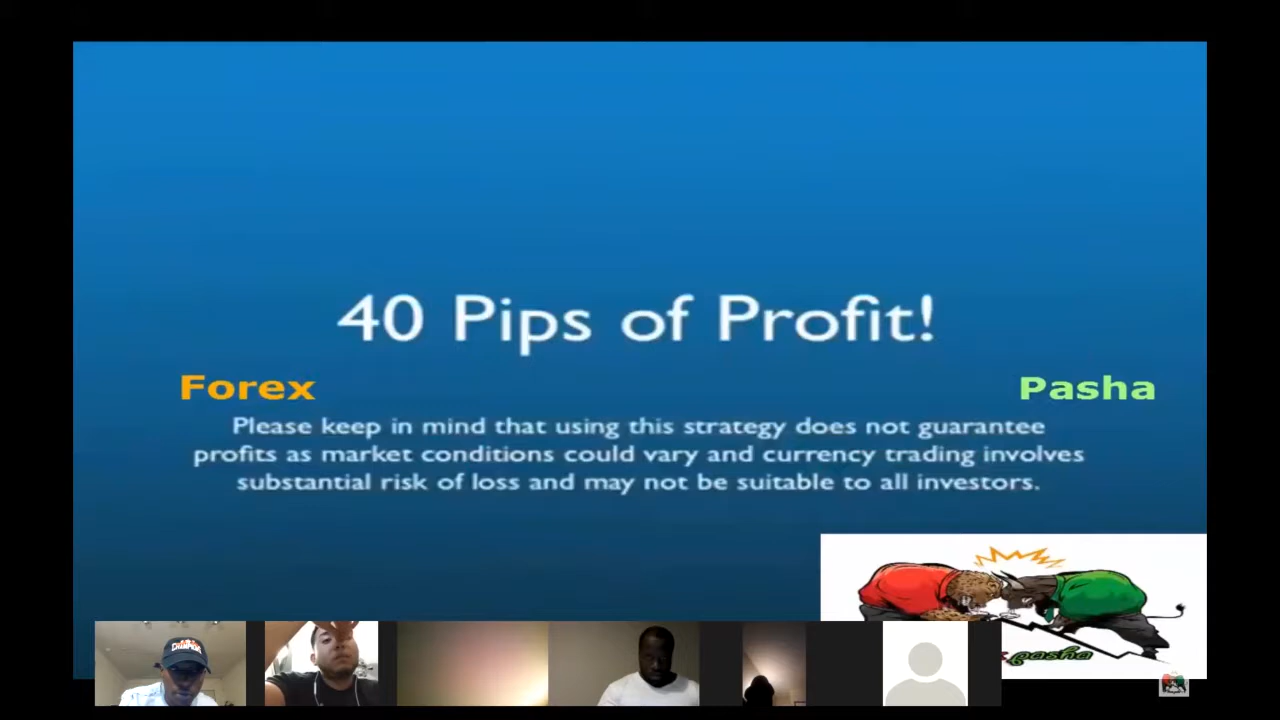 40 Pips of Profit!
Forex
Pasha
Please keep in mind that using this strategy does not guarantee
profits as market conditions could vary and currency trading involves
substantial risk of loss and may not be suitable to all investors.
pasha